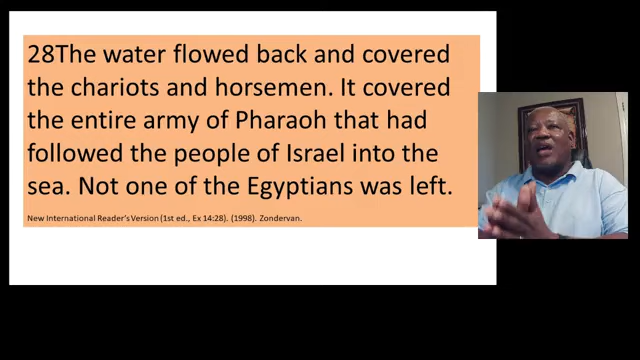 28The water flowed back and covered
the chariots and horsemen. It covered
the entire army of Pharaoh that had
followed the people of Israel into the
sea. Not one of the Egyptians was left.
New International Reader's Version (1st ed., Ex 14:28). (1998). Zondervan.